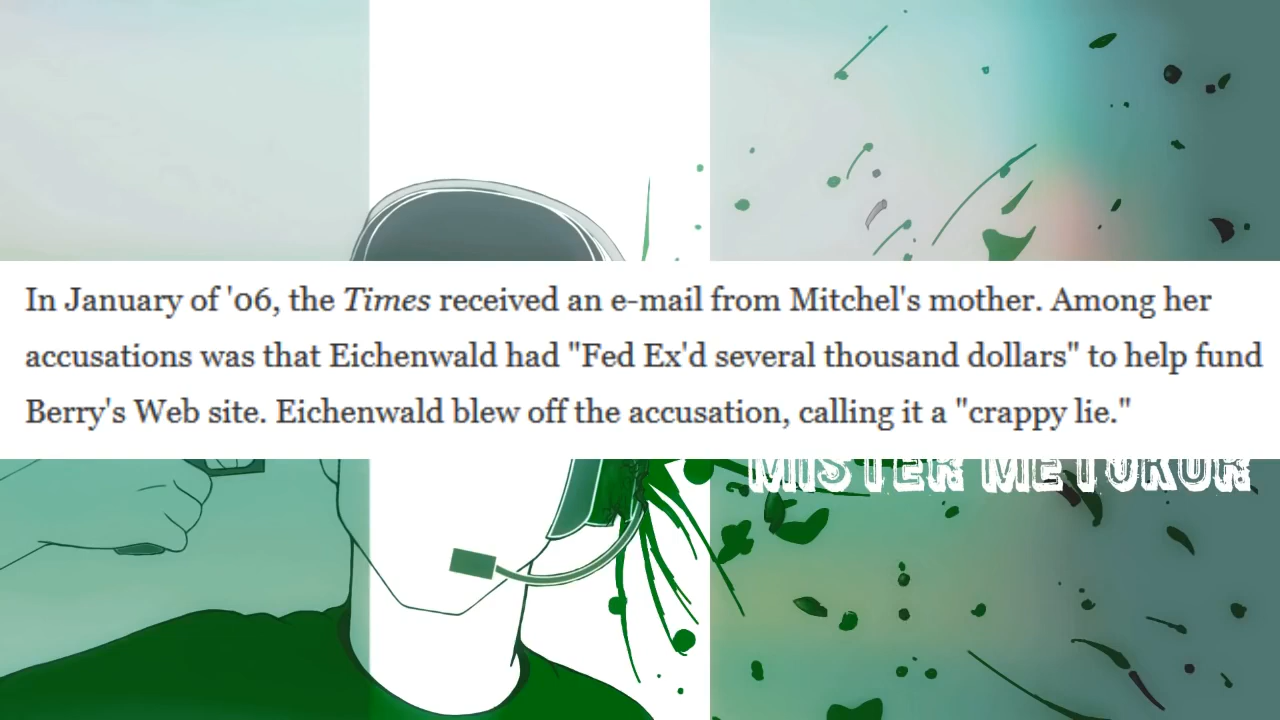 In January of '06, the Times received an e-mail from Mitchel's mother. Among her
accusations was that Eichenwald had "Fed Ex'd several thousand dollars" to help fund
Berry's Web site. Eichenwald blew off the accusation, calling it a "crappy lie."
MISTER METOKUR